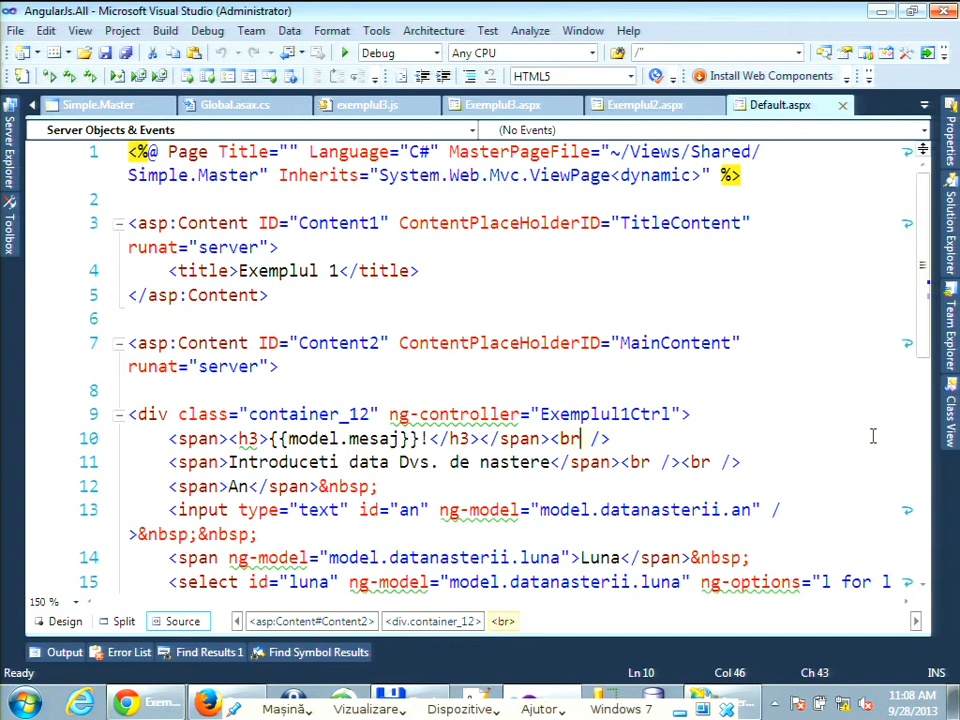 AngularJs.All - Microsoft Visual Studio (Administrator)
File Edit View Project Build Debug Team Data Format Tools Architecture Test Analyze Window Help
Debug Any CPU /"
HTML5 Install Web Components
Simple.Master Global.asax.cs exemplul3.js Exemplul3.aspx Exemplul2.aspx Default.aspx
Server Objects & Events (No Events)
1 <%@ Page Title="" Language="C#" MasterPageFile="~/Views/Shared/
Simple.Master" Inherits="System.Web.Mvc.ViewPage<dynamic>" %>
2
3 <asp:Content ID="Content1" ContentPlaceHolderID="TitleContent"
runat="server">
4 <title>Exemplul 1</title>
5 </asp:Content>
6
7 <asp:Content ID="Content2" ContentPlaceHolderID="MainContent"
runat="server">
8
9 <div class="container_12" ng-controller="Exemplul1Ctrl">
10 <span><h3>{{model.mesaj}}!</h3></span><br />
11 <span>Introduceti data Dvs. de nastere</span><br /><br />
12 <span>An</span>&nbsp;
13 <input type="text" id="an" ng-model="model.datanasterii.an" /
>&nbsp;&nbsp;
14 <span ng-model="model.datanasterii.luna">Luna</span>&nbsp;
15 <select id="luna" ng-model="model.datanasterii.luna" ng-options="l for l
Server Explorer
Toolbox
Properties
Solution Explorer
Team Explorer
Class View
150 %
Design Split Source <asp:Content#Content2> <div.container_12> <br>
Output Error List Find Results 1 Find Symbol Results
Ready Ln 10 Col 46 Ch 43 INS
Exem... Mașină Vizualizare Dispozitive Ajutor Windows 7
11:08 AM
9/28/2013